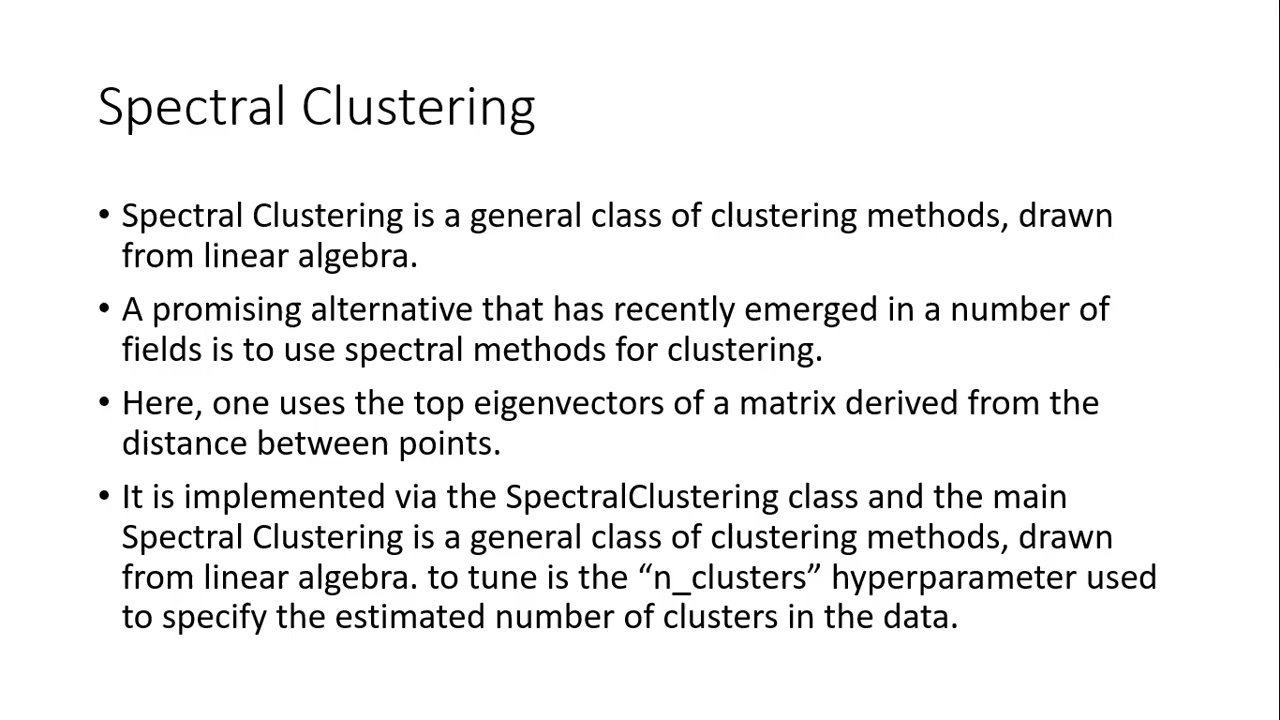 Spectral Clustering
• Spectral Clustering is a general class of clustering methods, drawn
from linear algebra.
• A promising alternative that has recently emerged in a number of
fields is to use spectral methods for clustering.
• Here, one uses the top eigenvectors of a matrix derived from the
distance between points.
• It is implemented via the SpectralClustering class and the main
Spectral Clustering is a general class of clustering methods, drawn
from linear algebra. to tune is the “n_clusters” hyperparameter used
to specify the estimated number of clusters in the data.